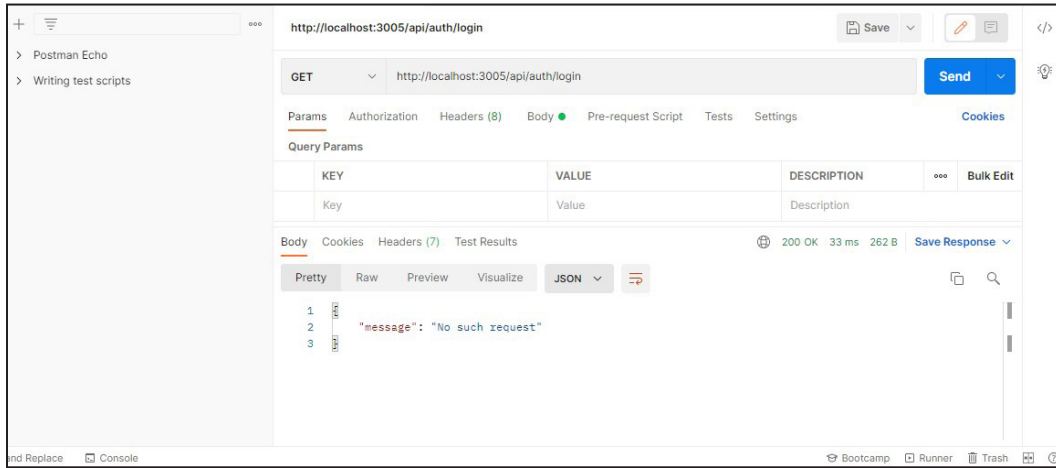 http://localhost:3005/api/auth/login
Save
Postman Echo
Writing test scripts
GET
http://localhost:3005/api/auth/login
Send
Params Authorization Headers (8) Body Pre-request Script Tests Settings Cookies
Query Params
KEY VALUE DESCRIPTION ooo Bulk Edit
Key Value Description
Body Cookies Headers (7) Test Results 200 OK 33 ms 262 B Save Response
Pretty Raw Preview Visualize JSON
1 {
2 "message": "No such request"
3 }
nd Replace Console Bootcamp Runner Trash